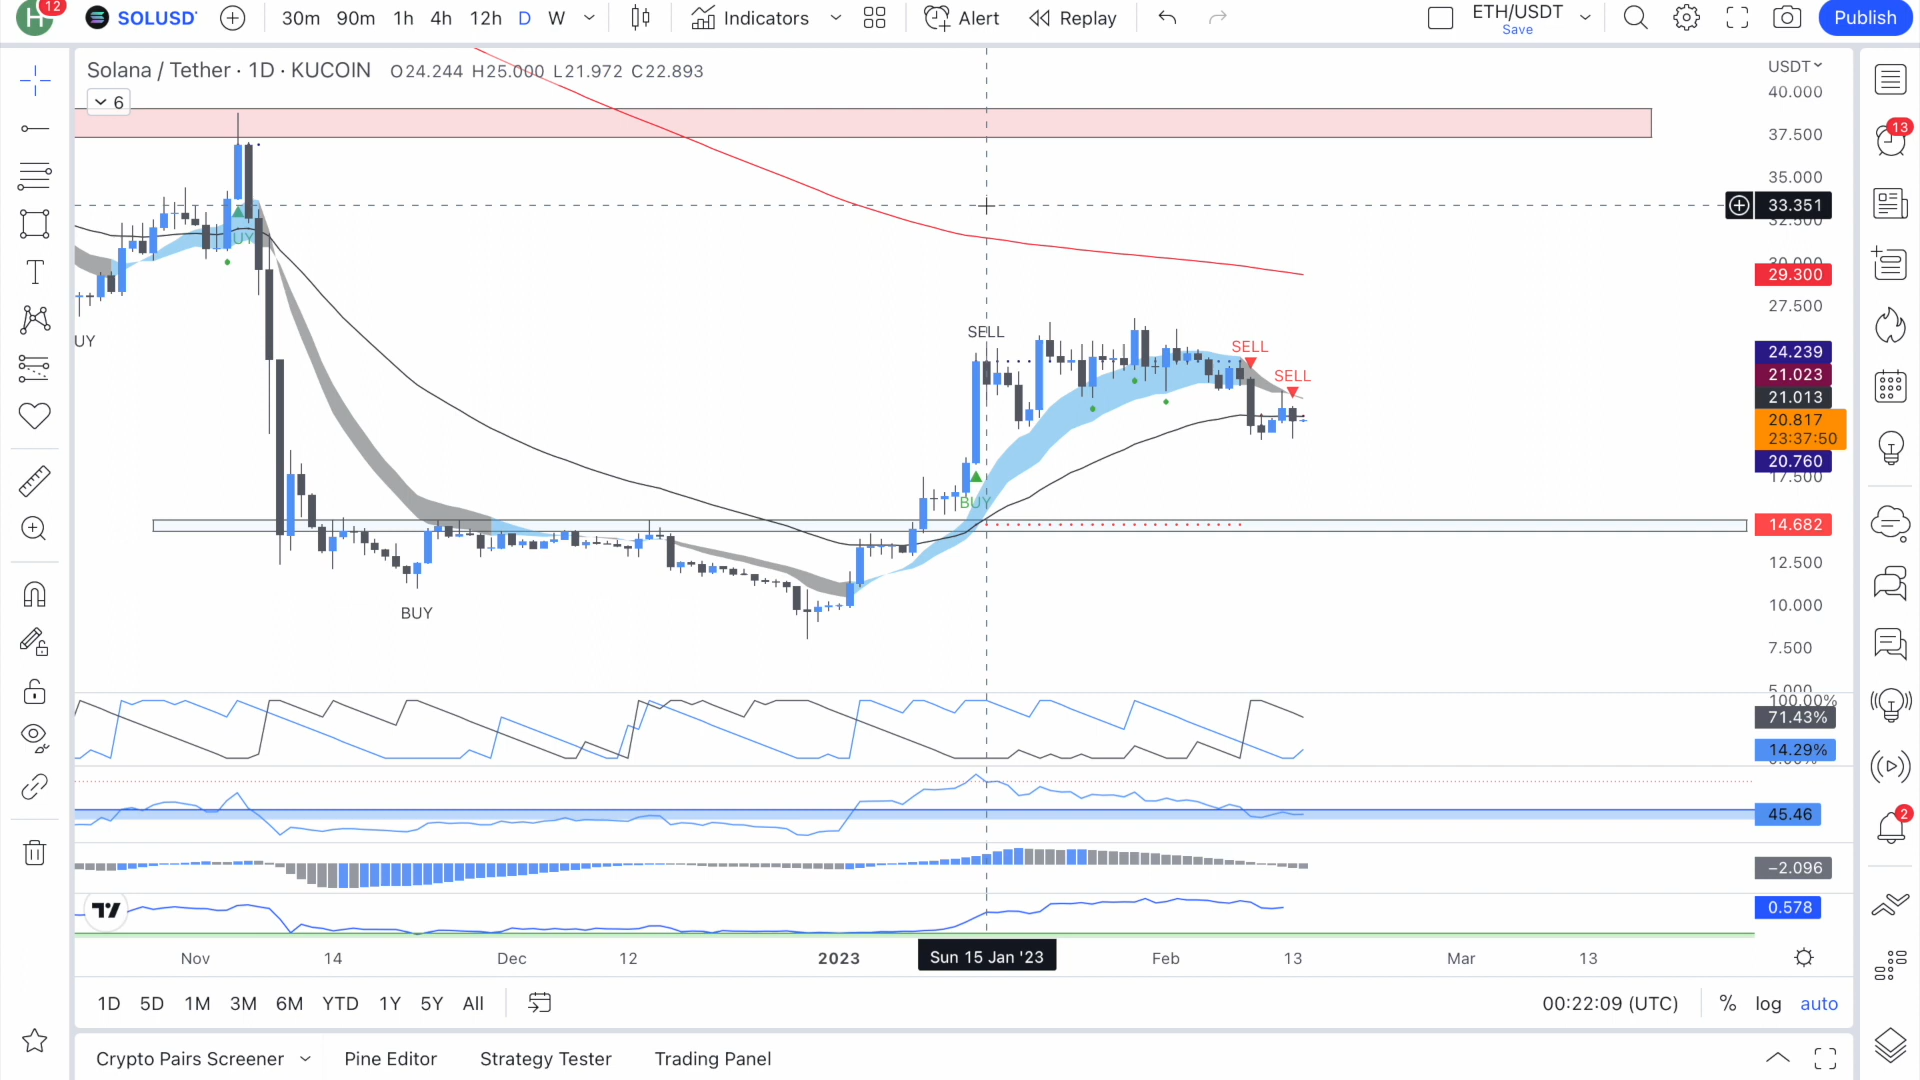 H 12 SOLUSD 30m 90m 1h 4h 12h D W Indicators Alert Replay ETH/USDT Publish
Save
Solana / Tether · 1D · KUCOIN O24.244 H25.000 L21.972 C22.893
USDT
6
40.000
13
37.500
35.000
33.351
29.300
27.500
UY
SELL
SELL
24.239
SELL
21.023
21.013
20.817
23:37:50
20.760
17.500
BUY
14.682
12.500
10.000
BUY
7.500
5.000
100.00%
71.43%
14.29%
45.46
2
−2.096
0.578
Nov 14 Dec 12 2023 Sun 15 Jan '23 Feb 13 Mar 13
1D 5D 1M 3M 6M YTD 1Y 5Y All 00:22:09 (UTC) % log auto
Crypto Pairs Screener Pine Editor Strategy Tester Trading Panel